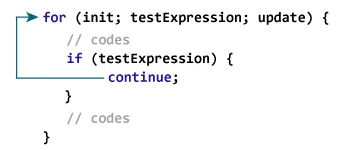 for (init; testExpression; update) {
// codes
if (testExpression) {
continue;
}
// codes
}